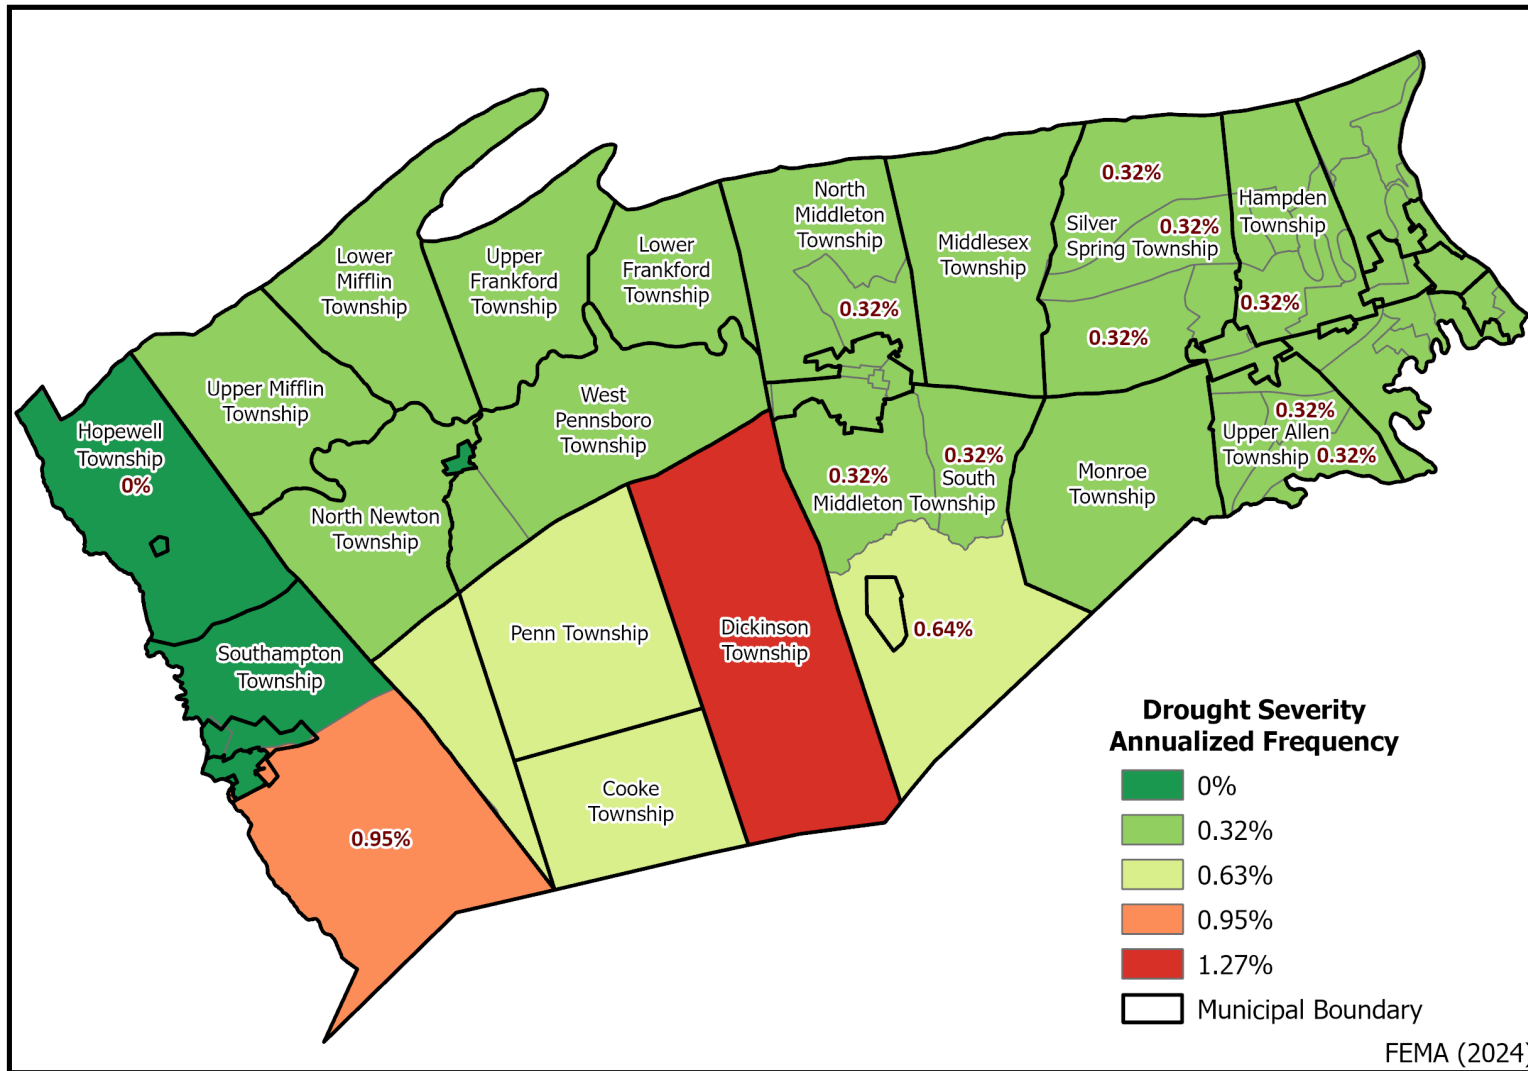 North
Middleton
Township
0.32%
Middlesex
Township
0.32%
Silver
0.32%
Spring Township
0.32%
Hampden
Township
0.32%
Lower
Mifflin
Township
Upper
Frankford
Township
Lower
Frankford
Township
Upper Mifflin
Township
West
Pennsboro
Township
Hopewell
Township
0%
North Newton
Township
0.32%
0.32%
South
Middleton Township
Monroe
Township
0.32%
Upper Allen
Township 0.32%
Southampton
Township
Penn Township
Dickinson
Township
0.64%
Cooke
Township
0.95%
Drought Severity
Annualized Frequency
0%
0.32%
0.63%
0.95%
1.27%
Municipal Boundary
FEMA (2024)